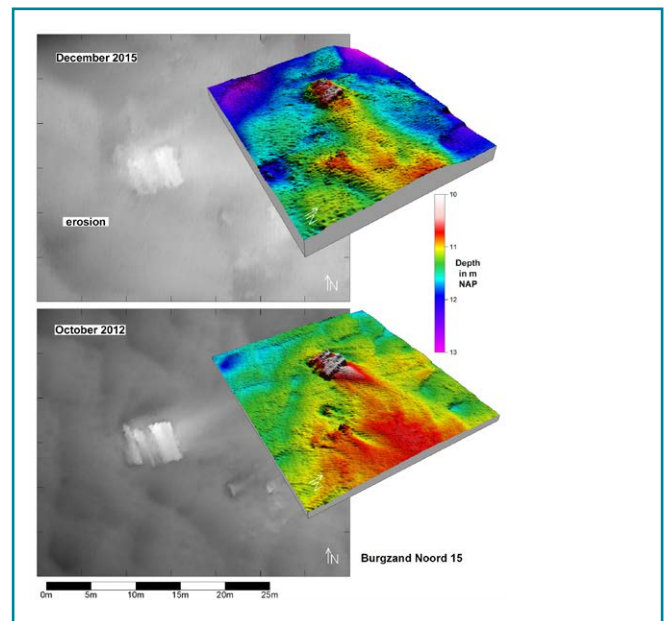 December 2015
erosion
N
N
10
11
Depth
in m
NAP
12
13
October 2012
N
N
Burgzand Noord 15
0m 5m 10m 15m 20m 25m